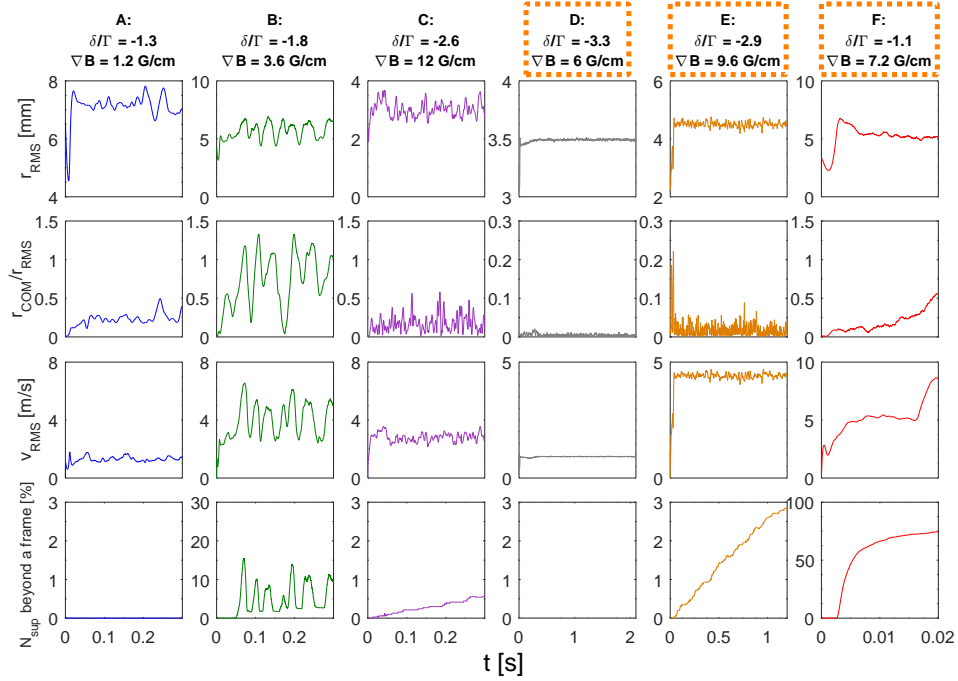 A:
δ/Γ = -1.3
∇B = 1.2 G/cm
B:
δ/Γ = -1.8
∇B = 3.6 G/cm
C:
δ/Γ = -2.6
∇B = 12 G/cm
D:
δ/Γ = -3.3
∇B = 6 G/cm
E:
δ/Γ = -2.9
∇B = 9.6 G/cm
F:
δ/Γ = -1.1
∇B = 7.2 G/cm
r_RMS [mm]
8 10 4 4 6 10
6 5 2 3.5 4 5
4 0 0 3 2 0
r_COM/r_RMS
1.5 1.5 1.5 0.3 0.3 1.5
1 1 1 0.2 0.2 1
0.5 0.5 0.5 0.1 0.1 0.5
0 0 0 0 0 0
v_RMS [m/s]
8 8 8 5 5 10
4 4 4 5
0 0 0 0 0 0
N_sup beyond a frame [%]
3 30 3 3 3 100
2 20 2 2 2
1 10 1 1 1 50
0 0 0 0 0 0
0 0.1 0.2 0 0.1 0.2 0 0.1 0.2 0 1 2 0 0.5 1 0 0.01 0.02
t [s]